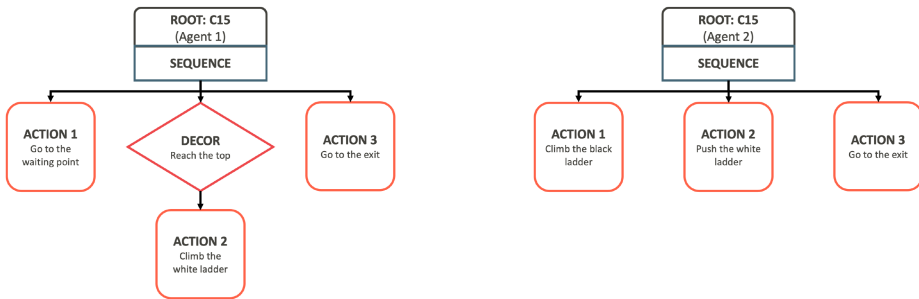 ROOT: C15
(Agent 1)
SEQUENCE
ACTION 1
Go to the
waiting point
DECOR
Reach the top
ACTION 3
Go to the exit
ACTION 2
Climb the
white ladder
ROOT: C15
(Agent 2)
SEQUENCE
ACTION 1
Climb the black
ladder
ACTION 2
Push the white
ladder
ACTION 3
Go to the exit